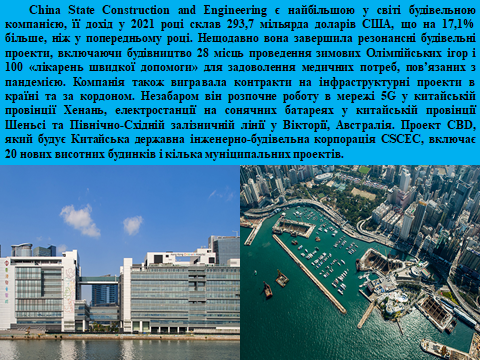 China State Construction and Engineering є найбільшою у світі будівельною
компанією, її дохід у 2021 році склав 293,7 мільярда доларів США, що на 17,1%
більше, ніж у попередньому році. Нещодавно вона завершила резонансні будівельні
проекти, включаючи будівництво 28 місць проведення зимових Олімпійських ігор і
100 «лікарень швидкої допомоги» для задоволення медичних потреб, пов’язаних з
пандемією. Компанія також вигравала контракти на інфраструктурні проекти в
країні та за кордоном. Незабаром він розпочне роботу в мережі 5G у китайській
провінції Хенань, електростанції на сонячних батареях у китайській провінції
Шеньсі та Північно-Східній залізничній лінії у Вікторії, Австралія. Проект CBD,
який будує Китайська державна інженерно-будівельна корпорація CSCEC, включає
20 нових висотних будинків і кілька муніципальних проектів.